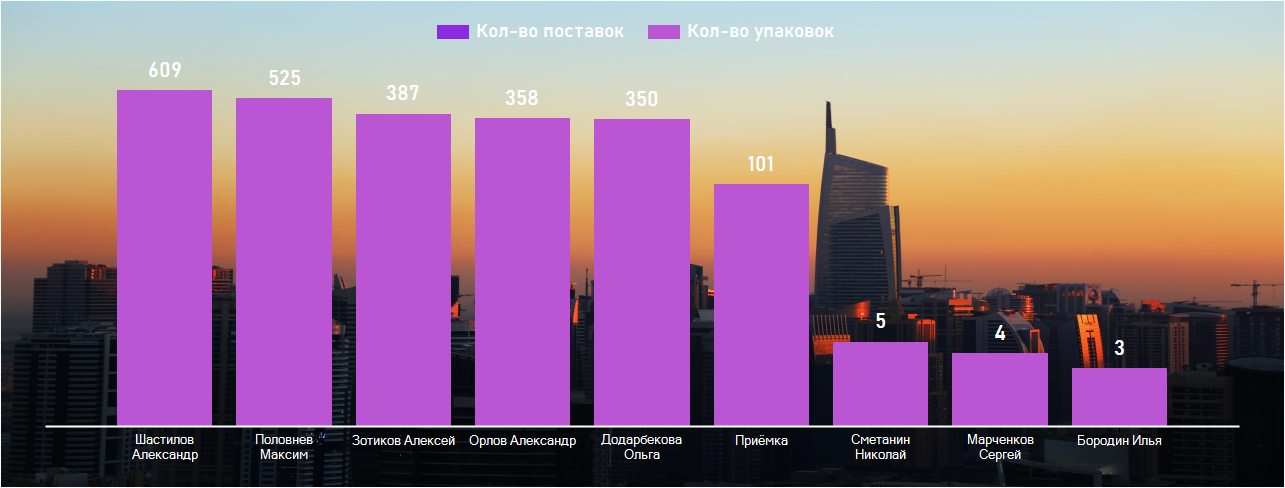 Кол-во поставок Кол-во упаковок
609 525 387 358 350 101 5 4 3
Шастилов Половнев Зотиков Алексей Орлов Александр Додарбекова Приёмка Сметанин Марченков Бородин Илья
Александр Максим Ольга Николай Сергей